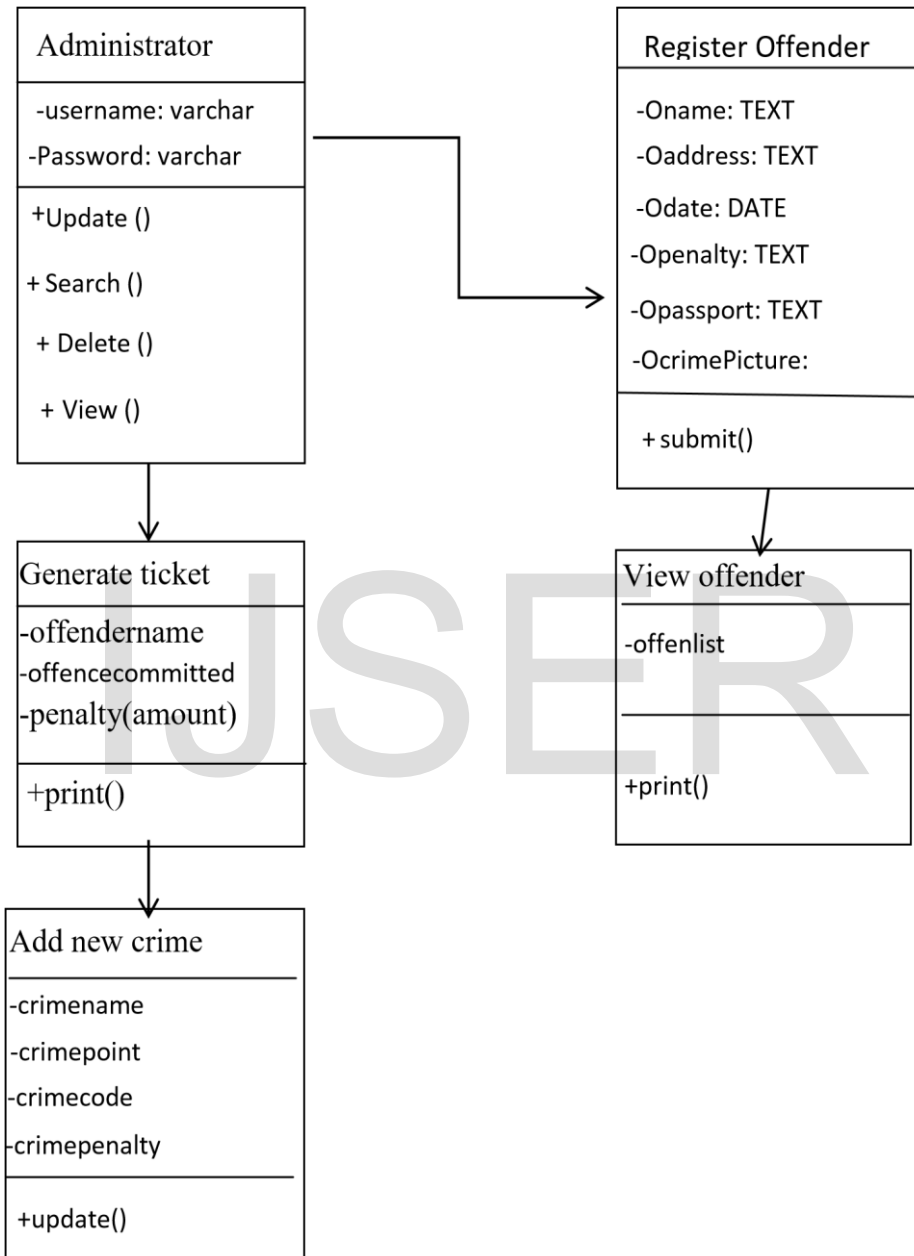 Administrator
-username: varchar
-Password: varchar
+Update ()
+ Search ()
+ Delete ()
+ View ()
Register Offender
-Oname: TEXT
-Oaddress: TEXT
-Odate: DATE
-Openalty: TEXT
-Opassport: TEXT
-OcrimePicture:
+ submit()
Generate ticket
-offendername
-offencecommitted
-penalty(amount)
+print()
View offender
-offenlist
+print()
Add new crime
-crimename
-crimepoint
-crimecode
-crimepenalty
+update()
IJSER